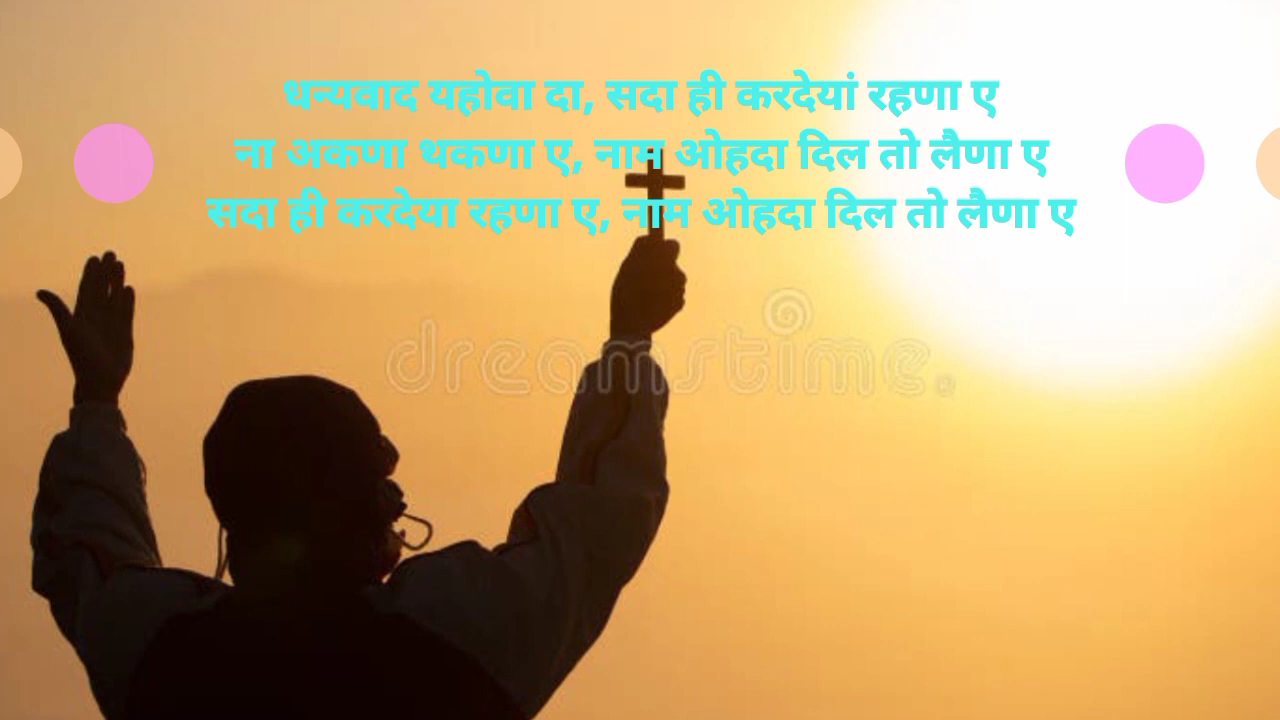 धन्यवाद यहोवा दा, सदा ही करदेयां रहणा ए
ना अकणा थकणा ए, नाम ओहदा दिल तो लैणा ए
सदा ही करदेया रहणा ए, नाम ओहदा दिल तो लैणा ए
dreamstime.